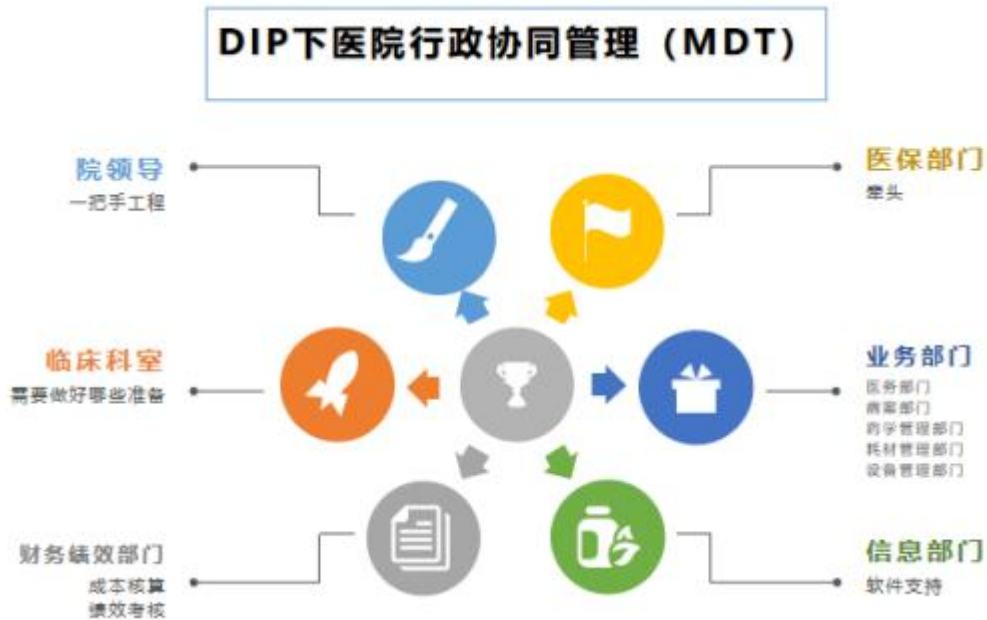 DIP下医院行政协同管理（MDT）
院领导
一把手工程
医保部门
牵头
临床科室
需要做好哪些准备
业务部门
医务部门
病案部门
药学管理部门
耗材管理部门
设备管理部门
财务绩效部门
成本核算
绩效考核
信息部门
软件支持